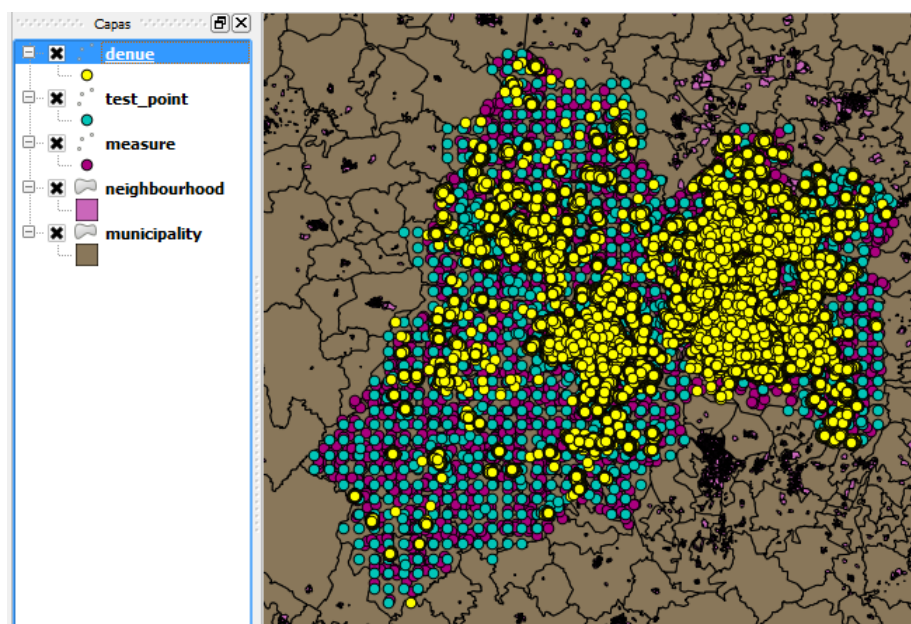 Capas
denue
test_point
measure
neighbourhood
municipality